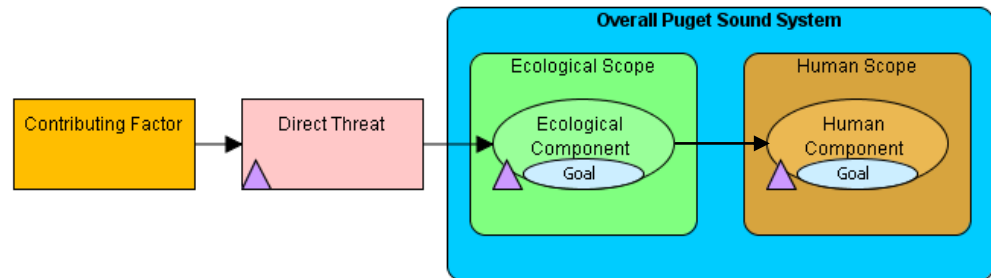 Overall Puget Sound System
Ecological Scope
Human Scope
Contributing Factor
Direct Threat
Ecological
Component
Goal
Human
Component
Goal